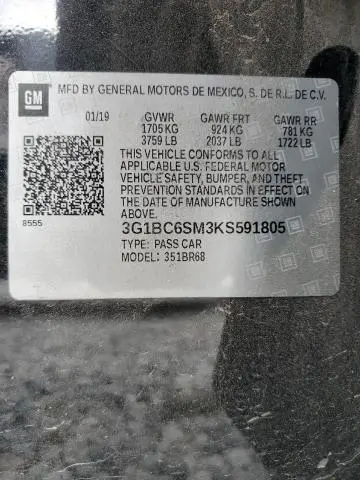 GM
MFD BY GENERAL MOTORS DE MEXICO, S. DE R.L. DE C.V.
01/19 GVWR GAWR FRT GAWR RR
1705 KG 924 KG 781 KG
3759 LB 2037 LB 1722 LB
THIS VEHICLE CONFORMS TO ALL
APPLICABLE U.S. FEDERAL MOTOR
VEHICLE SAFETY, BUMPER, AND THEFT
PREVENTION STANDARDS IN EFFECT ON
THE DATE OF MANUFACTURE SHOWN
ABOVE.
8555
3G1BC6SM3KS591805
TYPE: PASS CAR
MODEL: 351BR68